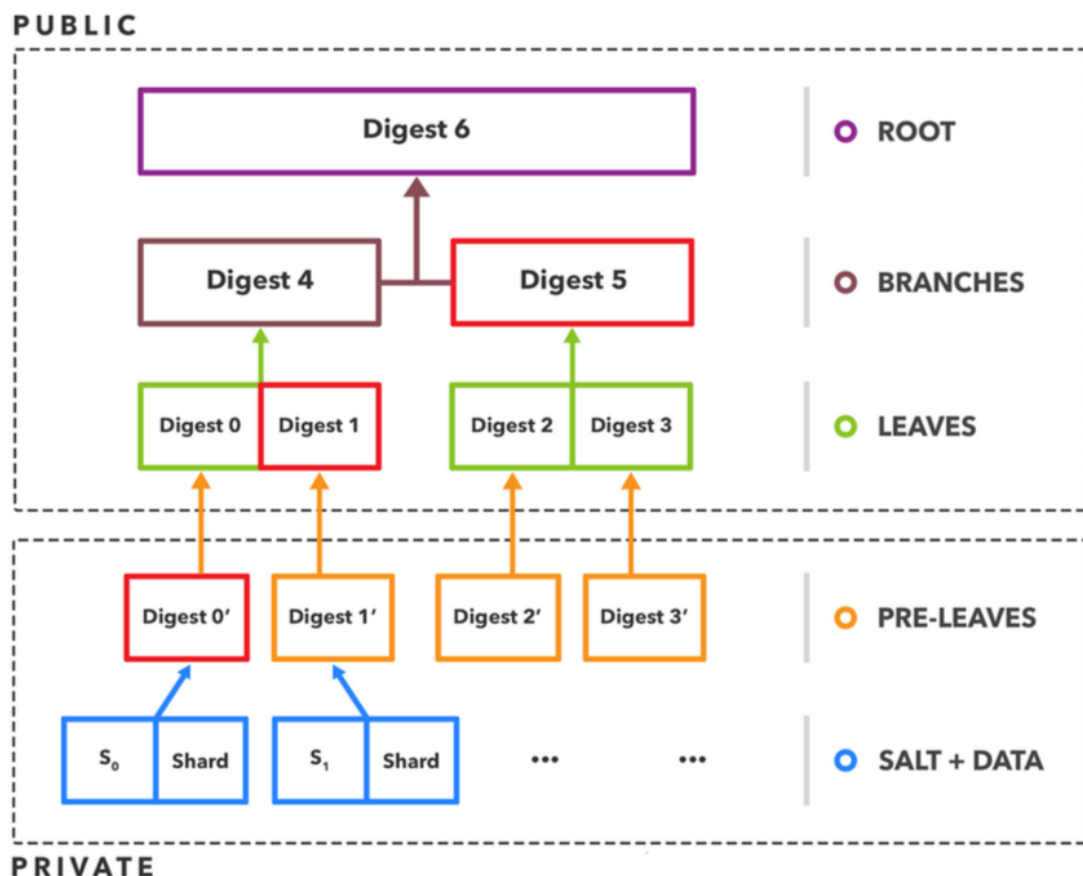 PUBLIC
Digest 6
ROOT
Digest 4
Digest 5
BRANCHES
Digest 0
Digest 1
Digest 2
Digest 3
LEAVES
Digest 0′
Digest 1′
Digest 2′
Digest 3′
PRE-LEAVES
S₀
Shard
S₁
Shard
...
...
SALT + DATA
PRIVATE